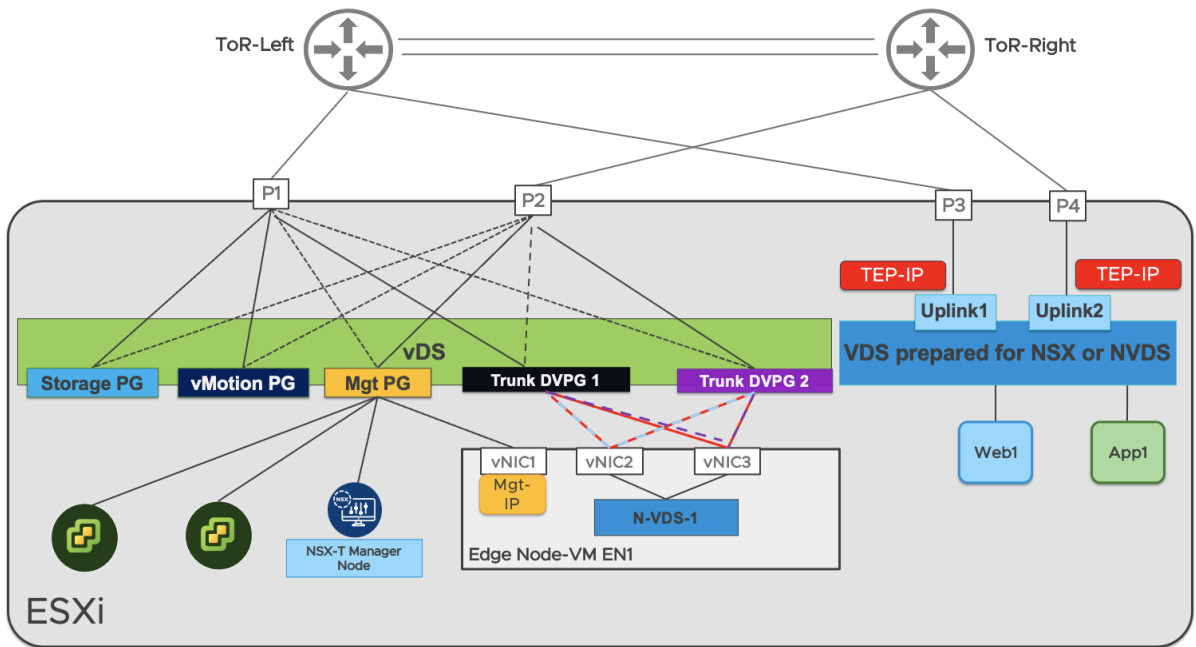 ToR-Left
ToR-Right
P1
P2
P3
P4
TEP-IP
TEP-IP
Uplink1
Uplink2
vDS
VDS prepared for NSX or NVDS
Storage PG
vMotion PG
Mgt PG
Trunk DVPG 1
Trunk DVPG 2
vNIC1
vNIC2
vNIC3
Web1
App1
Mgt-
IP
NSX
N-VDS-1
NSX-T Manager
Node
Edge Node-VM EN1
ESXi